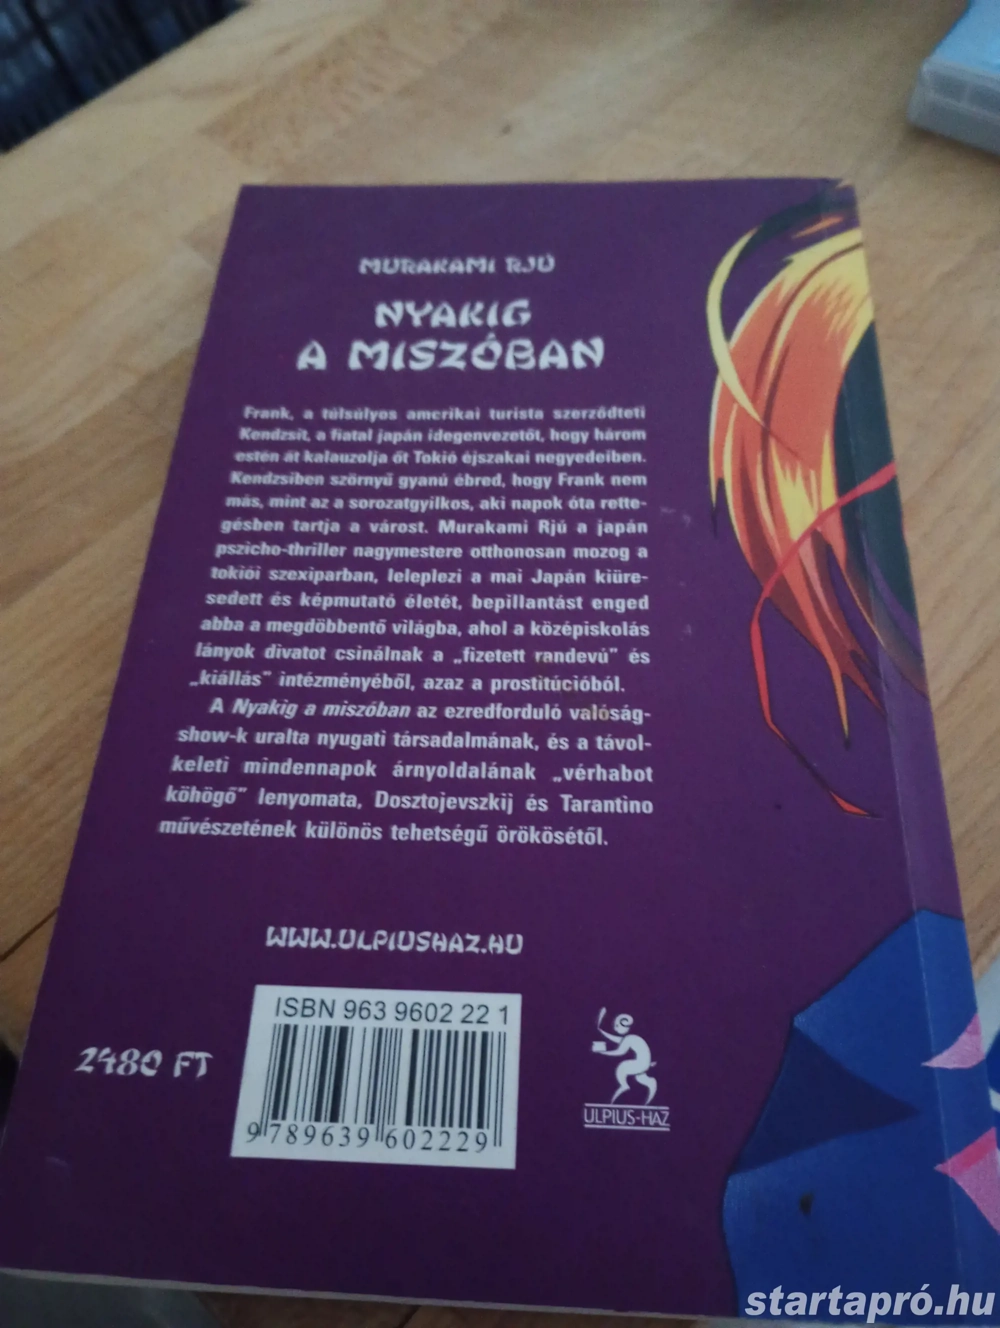 MURAKAMI RJÚ
NYAKIG
A MISZÓBAN
Frank, a túlsúlyos amerikai turista szerződteti
Kendzsit, a fiatal japán idegenvezetőt, hogy három
estén át kalauzolja őt Tokió éjszakai negyedeiben.
Kendzsiben szörnyű gyanú ébred, hogy Frank nem
más, mint az a sorozatgyilkos, aki napok óta rette-
gésben tartja a várost. Murakami Rjú a japán
pszicho-thriller nagymestere otthonosan mozog a
tokiói szexiparban, leleplezi a mai Japán kiüre-
sedett és képmutató életét, bepillantást enged
abba a megdöbbentő világba, ahol a középiskolás
lányok divatot csinálnak a „fizetett randevú" és
„kiállás" intézményéből, azaz a prostitúcióból.
A Nyakig a miszóban az ezredforduló valóság-
show-k uralta nyugati társadalmának, és a távol-
keleti mindennapok árnyoldalának „vérhabot
köhögő" lenyomata, Dosztojevszkij és Tarantino
művészetének különös tehetségű örökösétől.
WWW.ULPIUSHAZ.HU
ISBN 963 9602 22 1
2480 FT
9 789639 602229
ULPIUS-HÁZ
startapró.hu